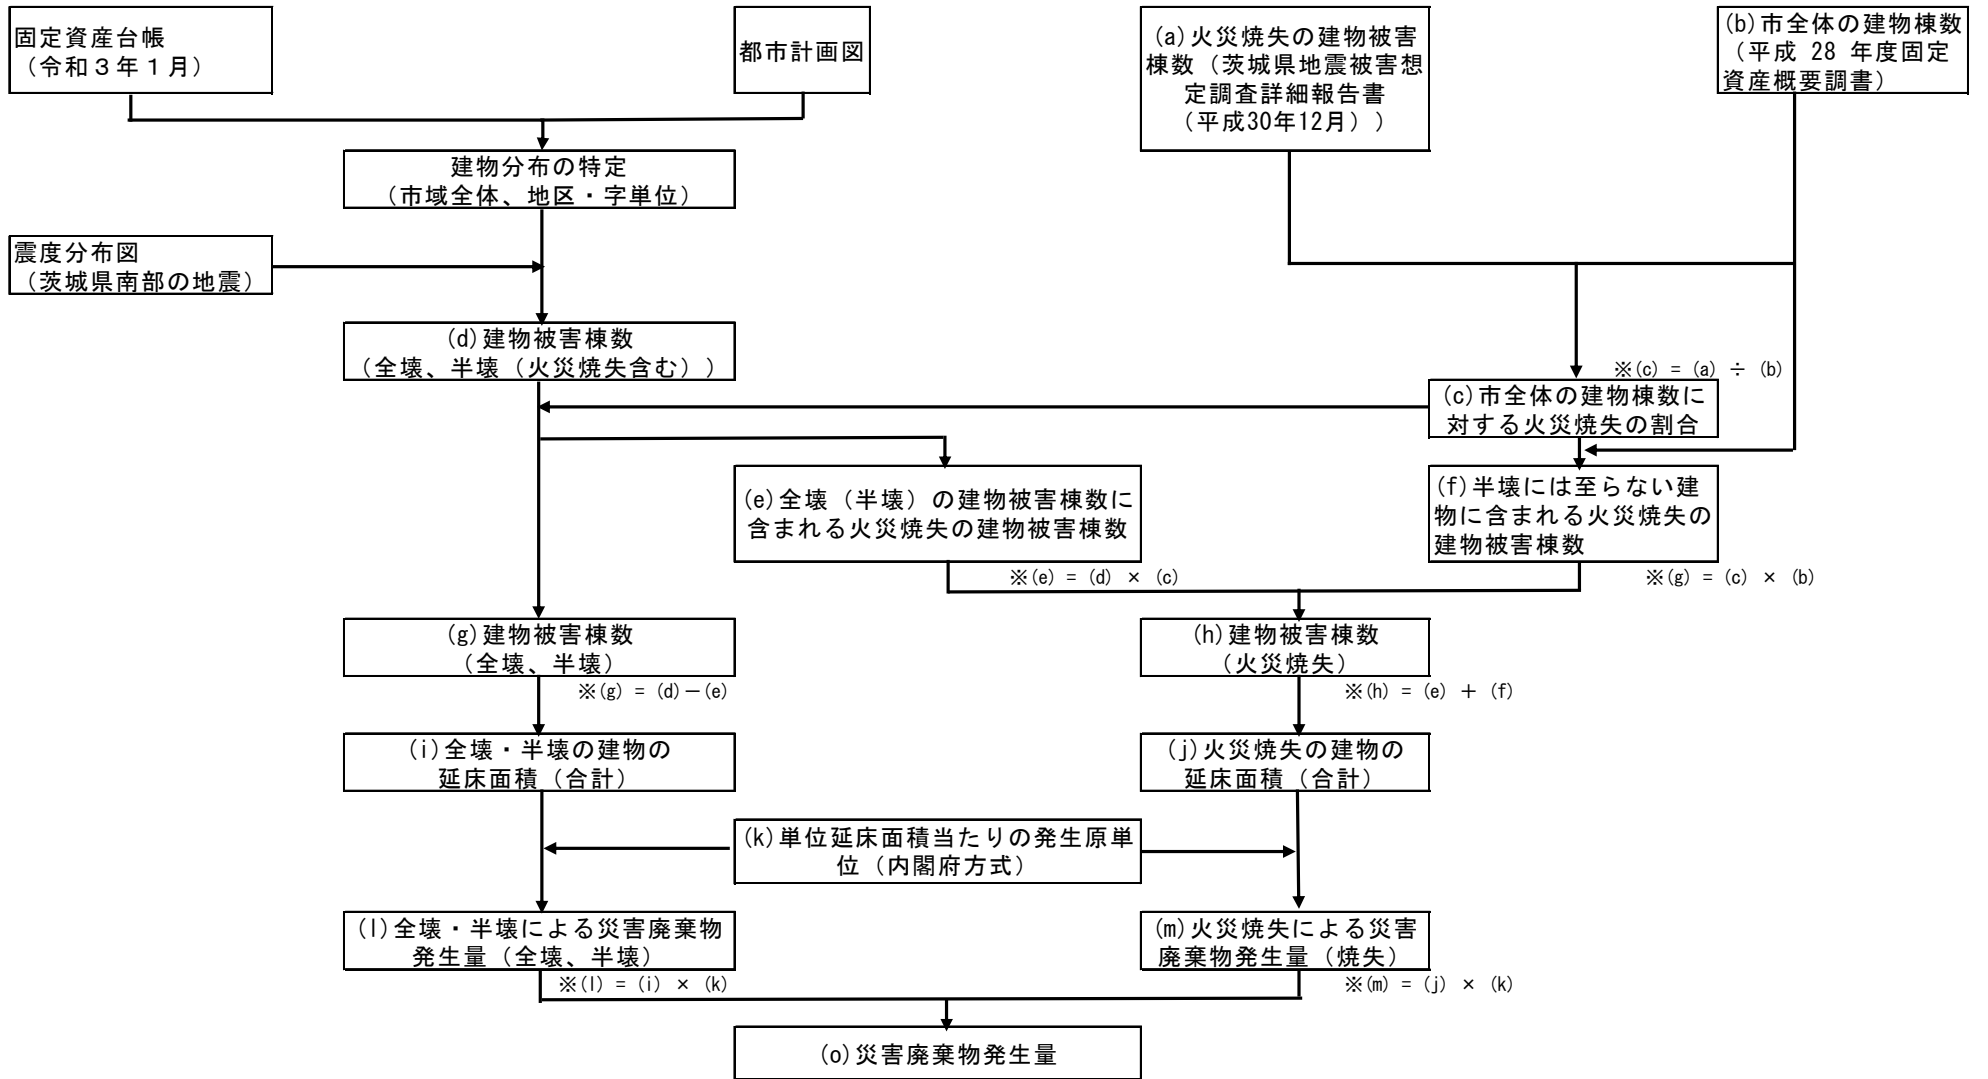 固定資産台帳
（令和３年１月）
都市計画図
(a)火災焼失の建物被害
棟数（茨城県地震被害想
定調査詳細報告書
（平成30年12月））
(b)市全体の建物棟数
（平成 28 年度固定
資産概要調書）
建物分布の特定
（市域全体、地区・字単位）
震度分布図
（茨城県南部の地震）
(d)建物被害棟数
（全壊、半壊（火災焼失含む））
※(c) = (a) ÷ (b)
(c)市全体の建物棟数に
対する火災焼失の割合
(e)全壊（半壊）の建物被害棟数に
含まれる火災焼失の建物被害棟数
(f)半壊には至らない建
物に含まれる火災焼失の
建物被害棟数
※(e) = (d) × (c)
※(g) = (c) × (b)
(g)建物被害棟数
（全壊、半壊）
(h)建物被害棟数
（火災焼失）
※(g) = (d)－(e)
※(h) = (e) ＋ (f)
(i)全壊・半壊の建物の
延床面積（合計）
(j)火災焼失の建物の
延床面積（合計）
(k)単位延床面積当たりの発生原単
位（内閣府方式）
(l)全壊・半壊による災害廃棄物
発生量（全壊、半壊）
(m)火災焼失による災害
廃棄物発生量（焼失）
※(l) = (i) × (k)
※(m) = (j) × (k)
(o)災害廃棄物発生量